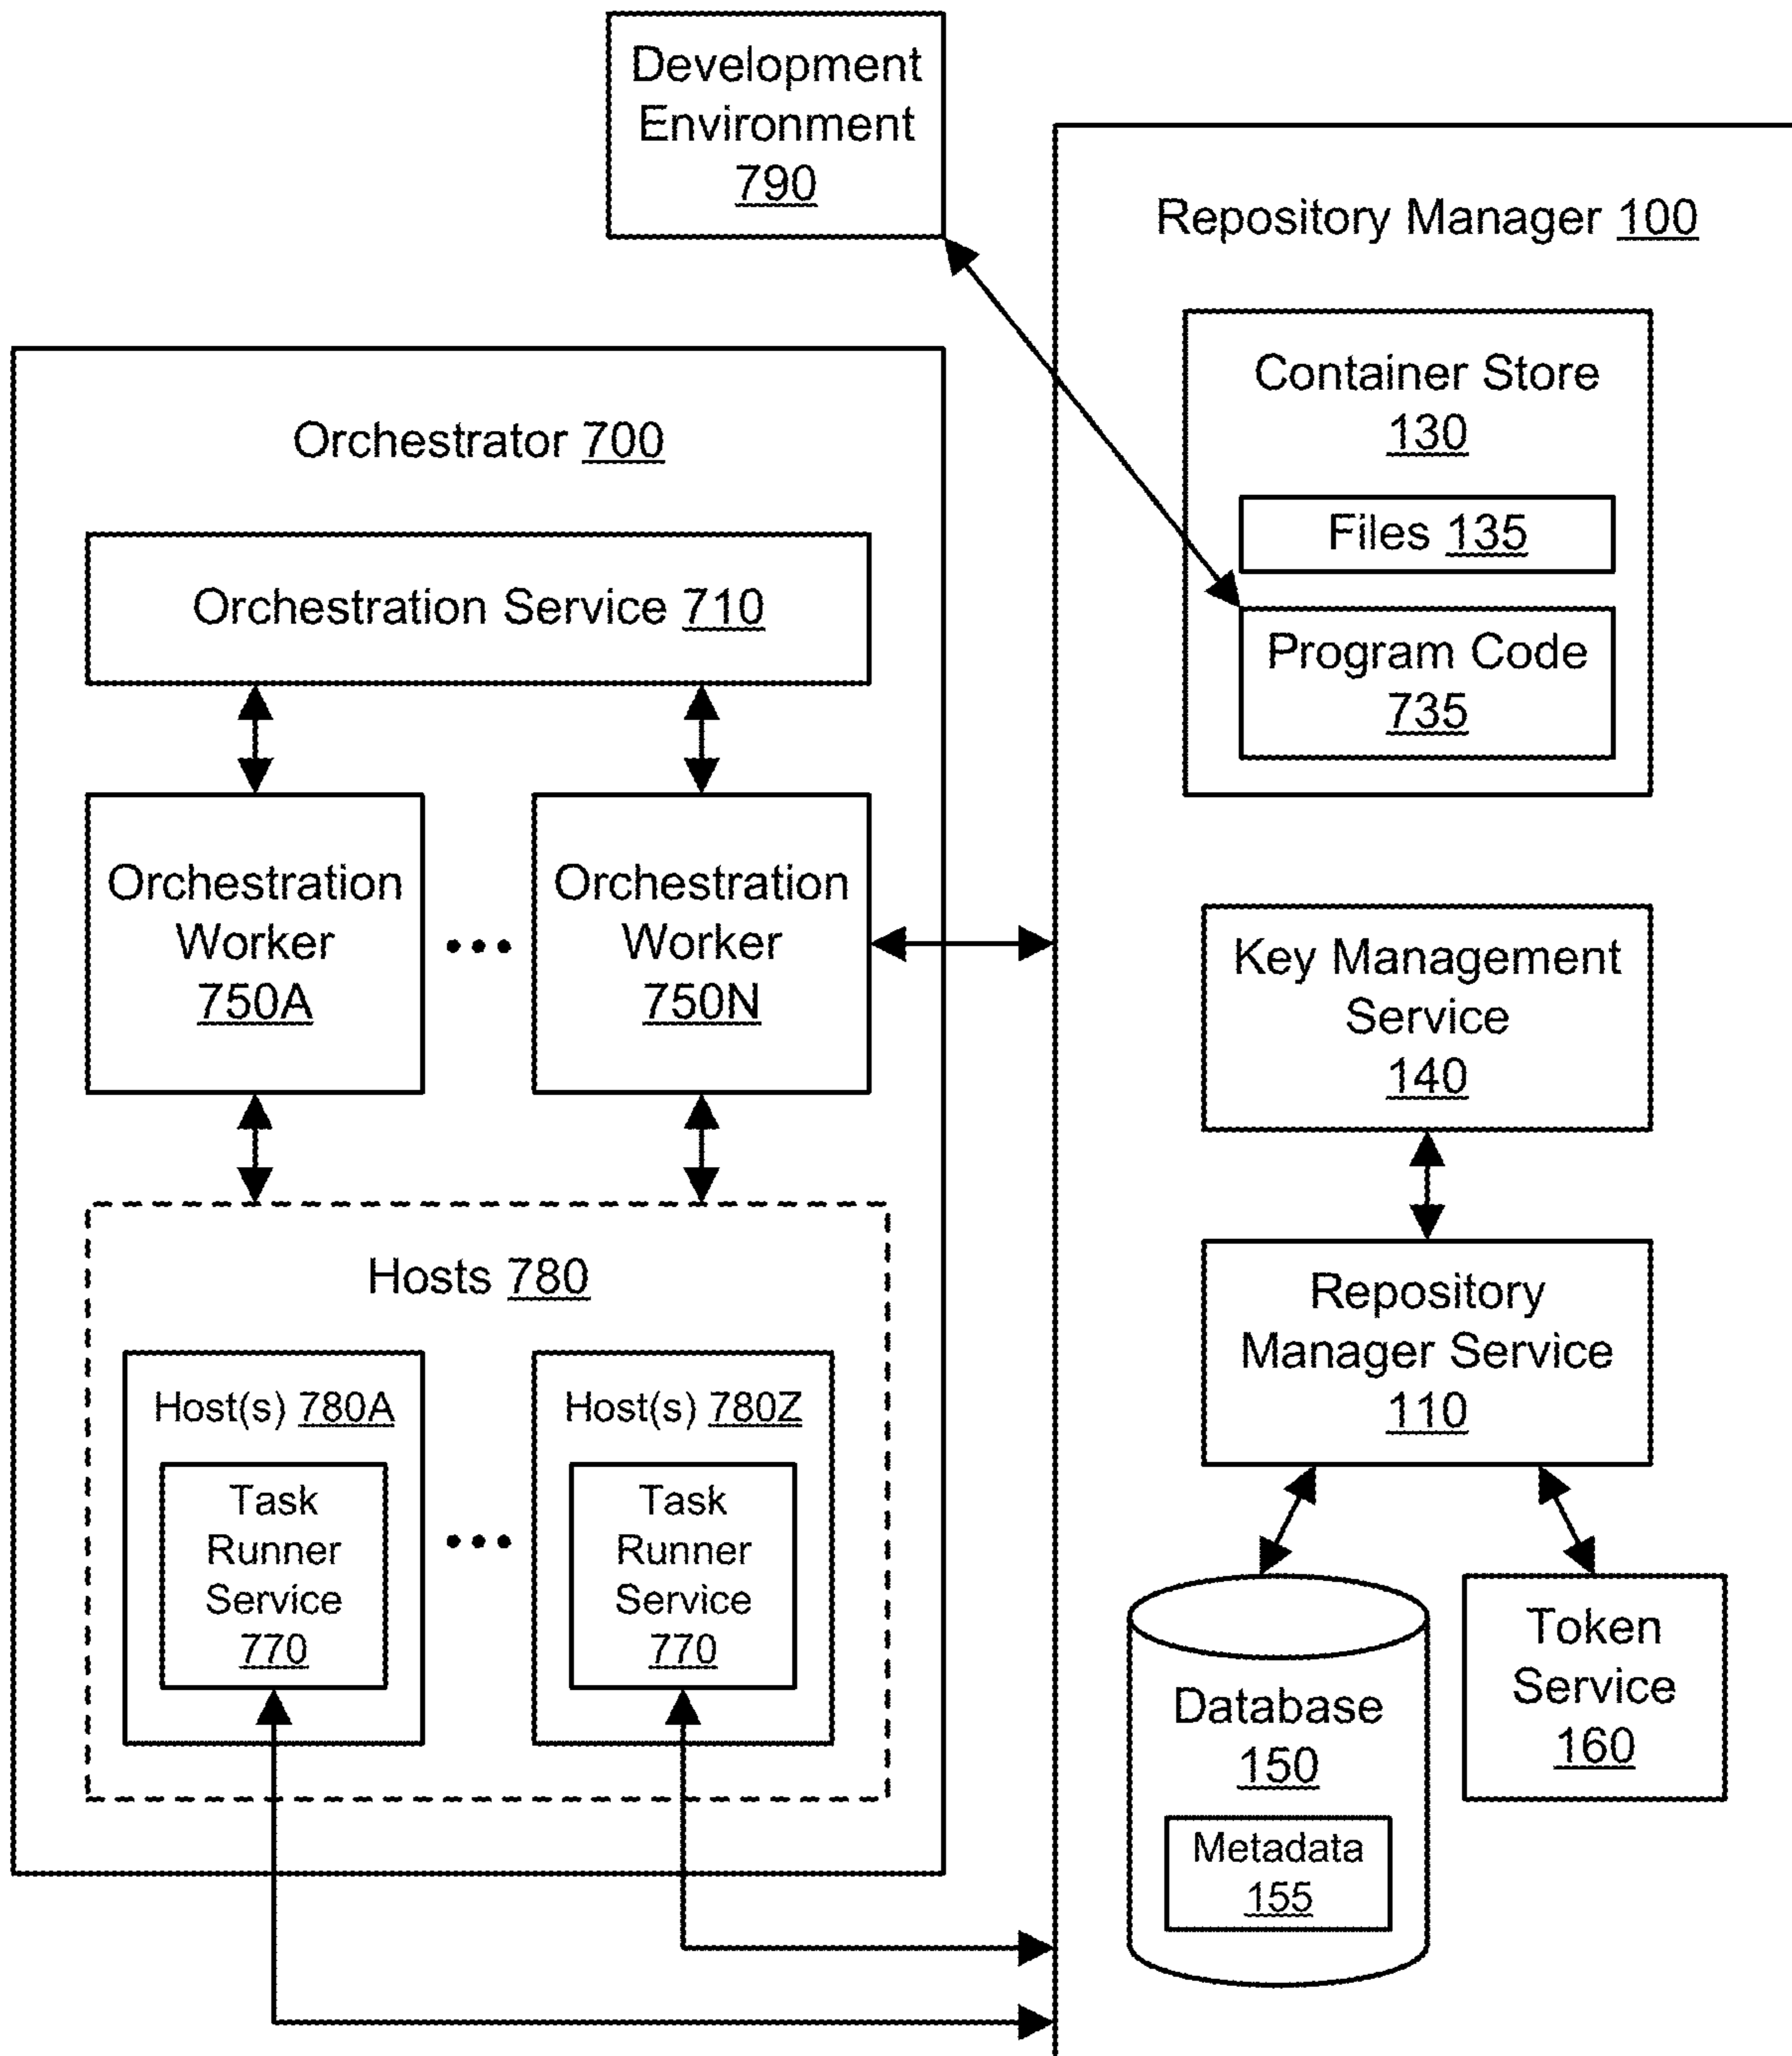 Development
Environment
790
Repository Manager 100
Container Store
130
Files 135
Program Code
735
Orchestrator 700
Orchestration Service 710
Orchestration
Worker
750A
•••
Orchestration
Worker
750N
Key Management
Service
140
Repository
Manager Service
110
Hosts 780
Host(s) 780A
Task
Runner
Service
770
•••
Host(s) 780Z
Task
Runner
Service
770
Database
150
Metadata
155
Token
Service
160